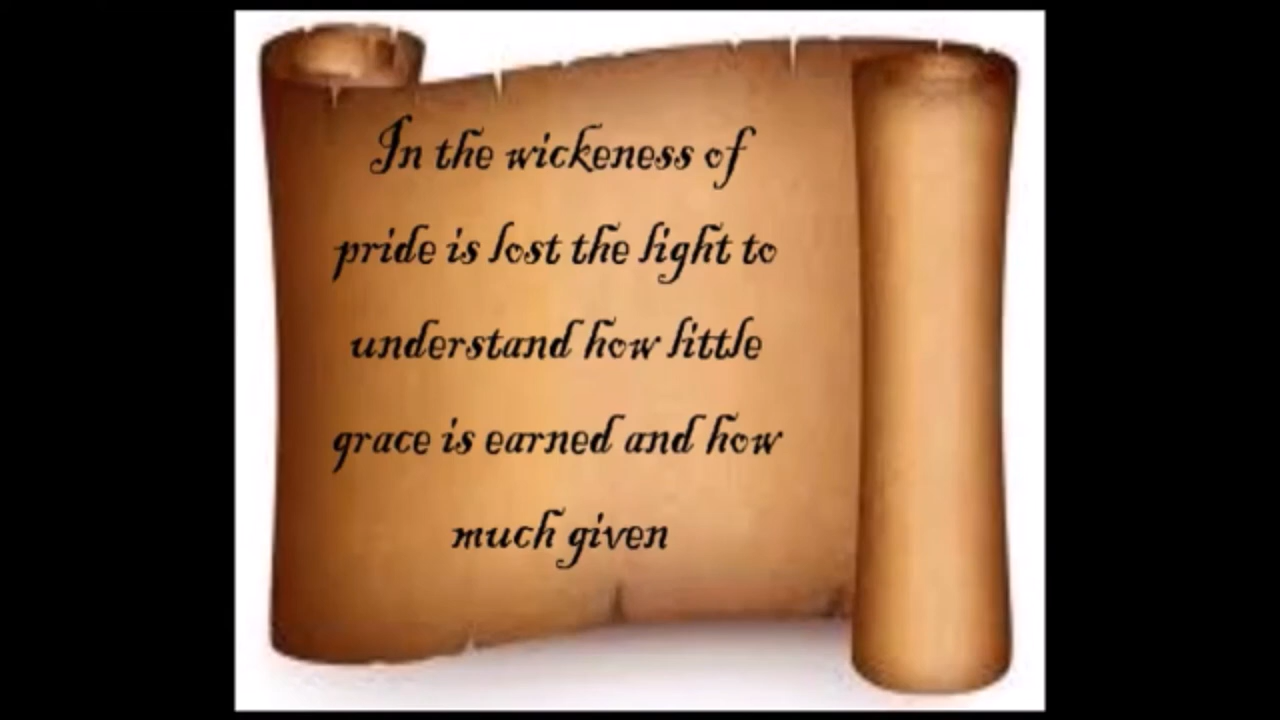 In the wickeness of
pride is lost the light to
understand how little
grace is earned and how
much given